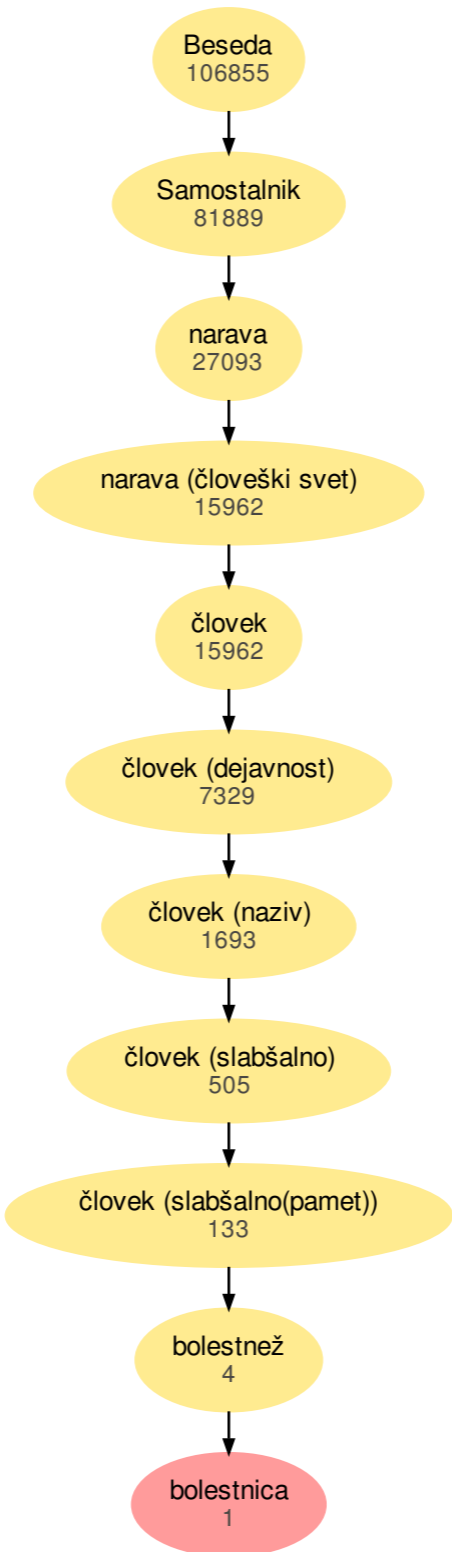 Beseda
106855
Samostalnik
81889
narava
27093
narava (človeški svet)
15962
človek
15962
človek (dejavnost)
7329
človek (naziv)
1693
človek (slabšalno)
505
človek (slabšalno(pamet))
133
bolestnež
4
bolestnica
1